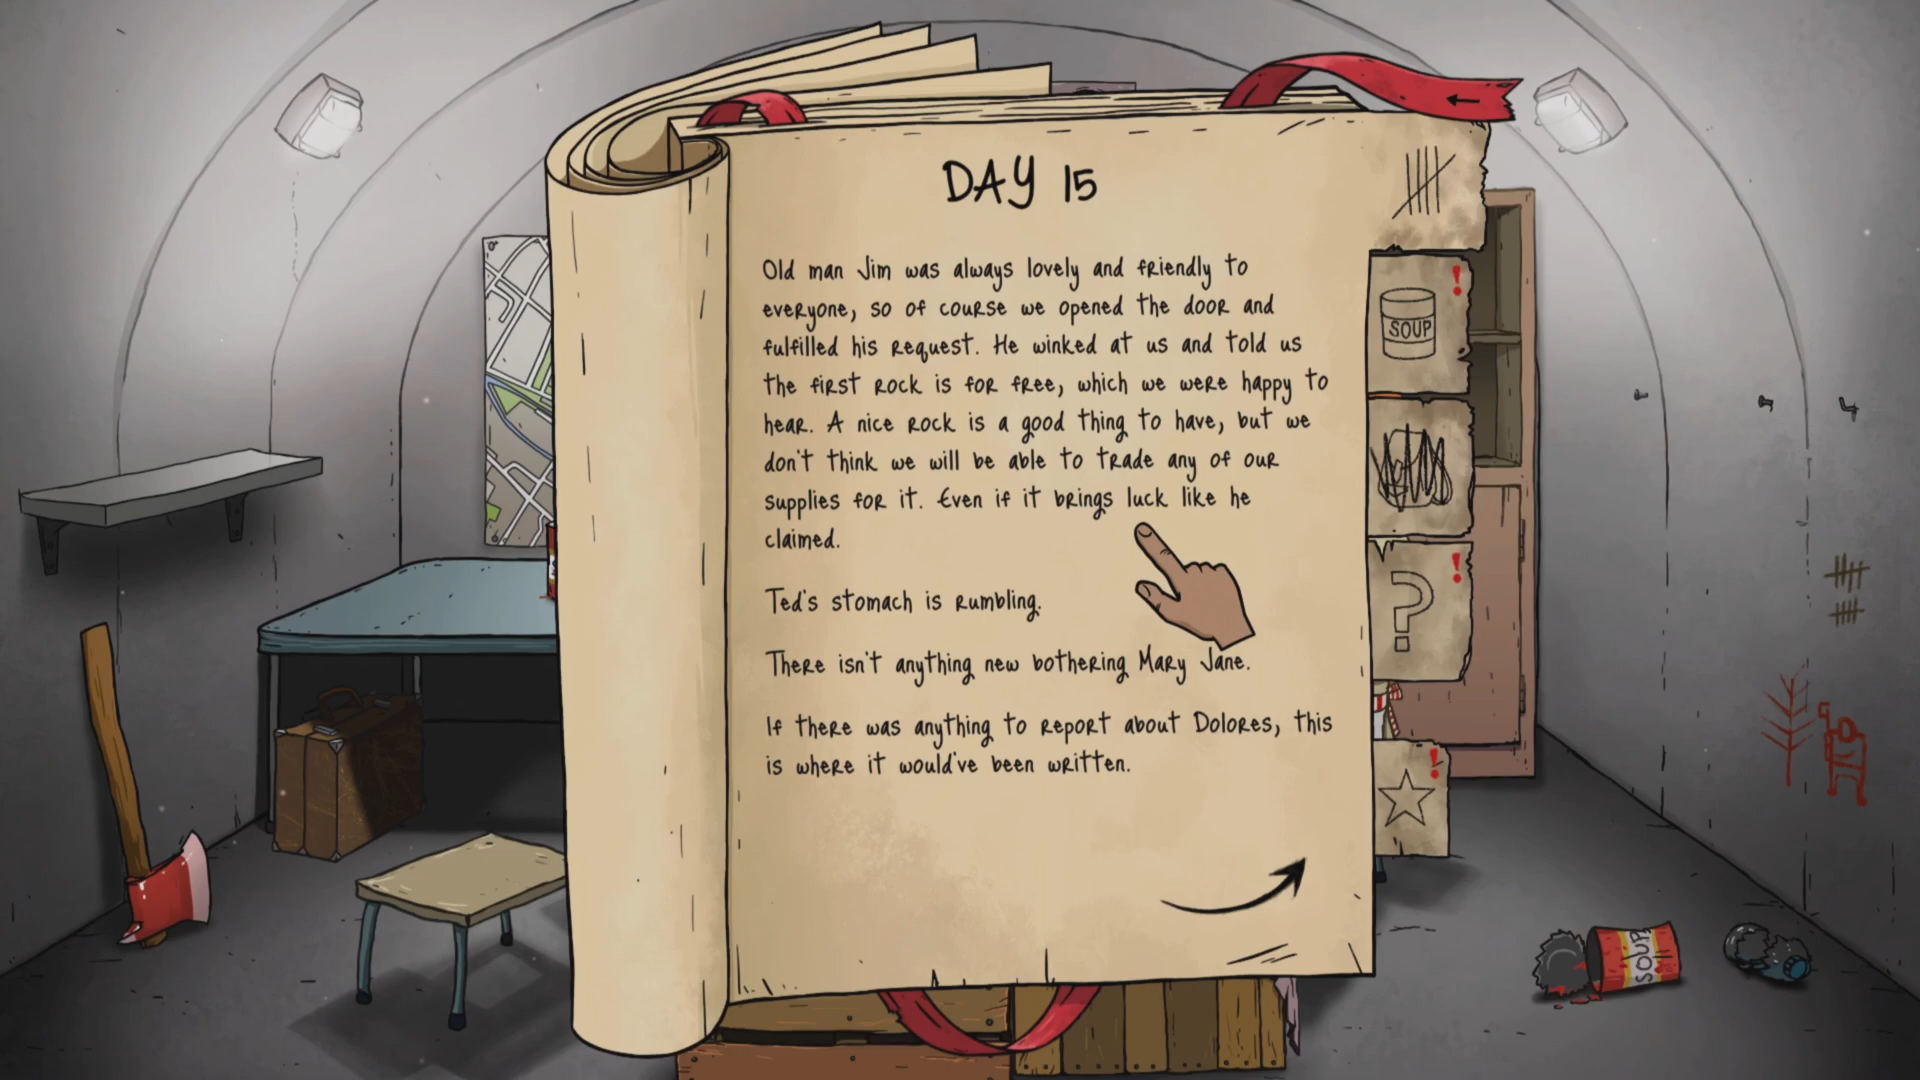 DAY 15
Old man Jim was always lovely and friendly to
everyone, so of course we opened the door and
fulfilled his request. He winked at us and told us
the first rock is for free, which we were happy to
hear. A nice rock is a good thing to have, but we
don't think we will be able to trade any of our
supplies for it. Even if it brings luck like he
claimed.
Ted's stomach is rumbling.
There isn't anything new bothering Mary Jane.
If there was anything to report about Dolores, this
is where it would've been written.
SOUP
!
?
!
!
SOUP